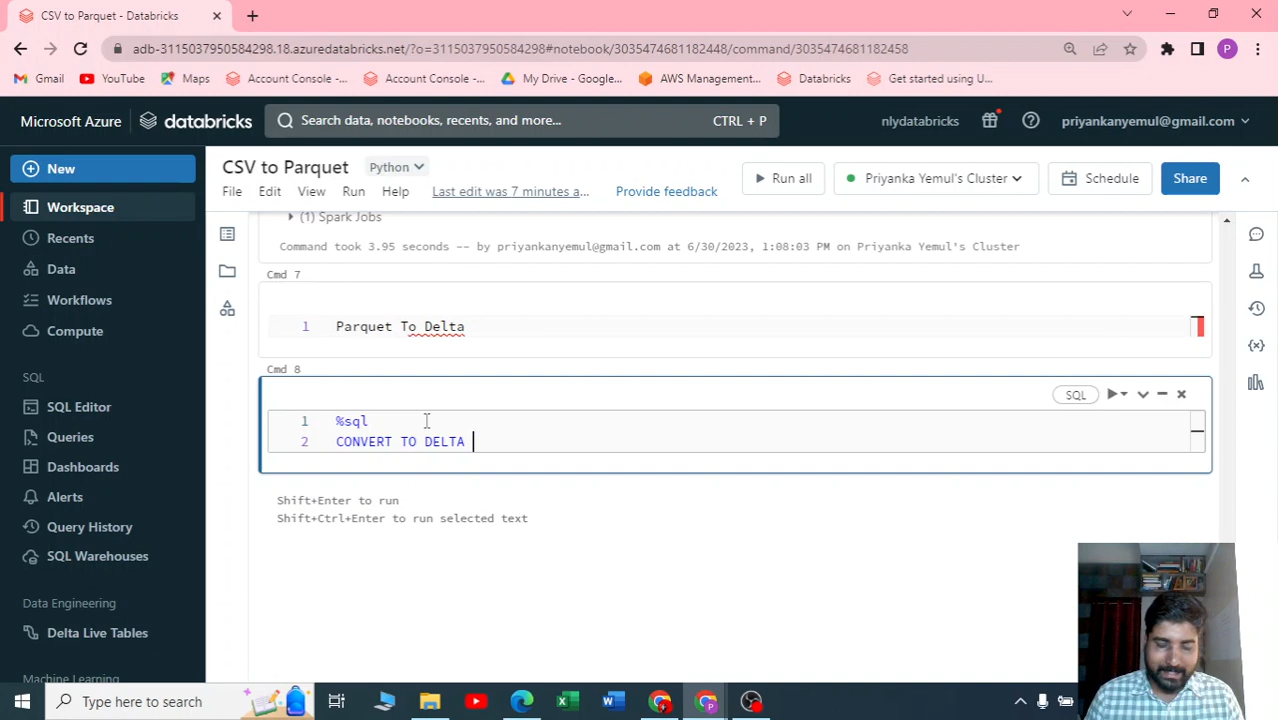 CSV to Parquet - Databricks
adb-3115037950584298.18.azuredatabricks.net/?o=3115037950584298#notebook/3035474681182448/command/3035474681182458
P
Gmail YouTube Maps Account Console -... Account Console -... My Drive - Google... AWS Management... Databricks Get started using U...
Microsoft Azure databricks Search data, notebooks, recents, and more... CTRL + P nlydatabricks priyankanyemul@gmail.com
New
Workspace
Recents
Data
Workflows
Compute
SQL
SQL Editor
Queries
Dashboards
Alerts
Query History
SQL Warehouses
Data Engineering
Delta Live Tables
Machine Learning
CSV to Parquet Python
File Edit View Run Help Last edit was 7 minutes a... Provide feedback
Run all Priyanka Yemul's Cluster Schedule Share
(1) Spark Jobs
Command took 3.95 seconds -- by priyankanyemul@gmail.com at 6/30/2023, 1:08:03 PM on Priyanka Yemul's Cluster
Cmd 7
1 Parquet To Delta
Cmd 8
SQL
1 %sql
2 CONVERT TO DELTA
Shift+Enter to run
Shift+Ctrl+Enter to run selected text
Type here to search